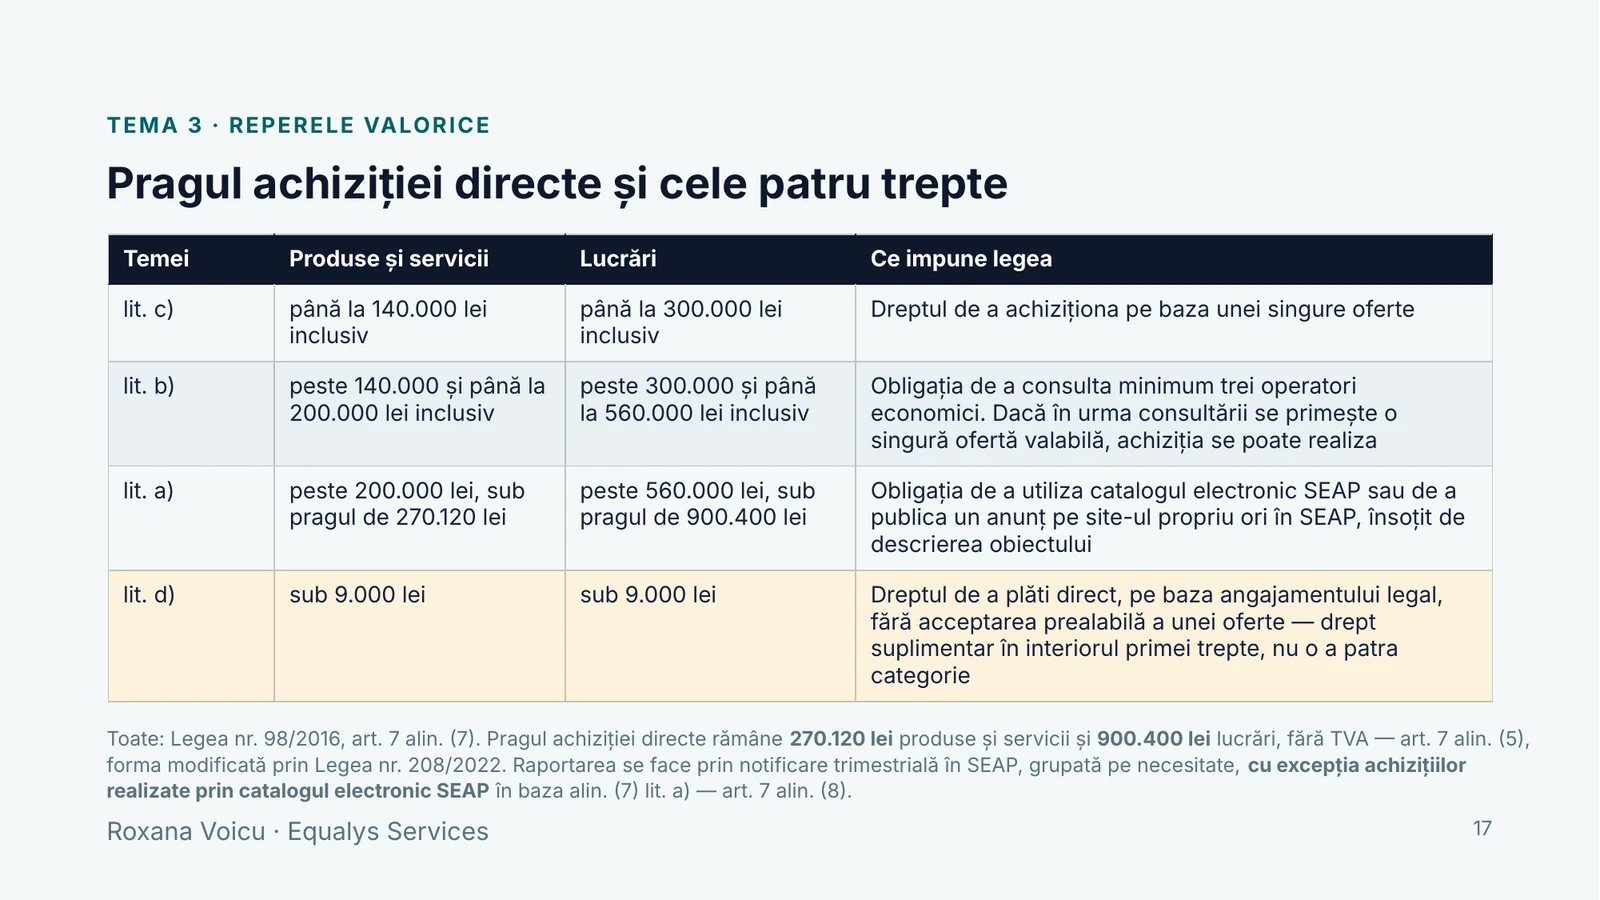 TEMA 3 · REPERELE VALORICE
Pragul achiziției directe și cele patru trepte
Temei
Produse și servicii
Lucrări
Ce impune legea
lit. c)
până la 140.000 lei
inclusiv
până la 300.000 lei
inclusiv
Dreptul de a achiziționa pe baza unei singure oferte
lit. b)
peste 140.000 și până la
200.000 lei inclusiv
peste 300.000 și până
la 560.000 lei inclusiv
Obligația de a consulta minimum trei operatori
economici. Dacă în urma consultării se primește o
singură ofertă valabilă, achiziția se poate realiza
lit. a)
peste 200.000 lei, sub
pragul de 270.120 lei
peste 560.000 lei, sub
pragul de 900.400 lei
Obligația de a utiliza catalogul electronic SEAP sau de a
publica un anunț pe site-ul propriu ori în SEAP, însoțit de
descrierea obiectului
lit. d)
sub 9.000 lei
sub 9.000 lei
Dreptul de a plăti direct, pe baza angajamentului legal,
fără acceptarea prealabilă a unei oferte — drept
suplimentar în interiorul primei trepte, nu o a patra
categorie
Toate: Legea nr. 98/2016, art. 7 alin. (7). Pragul achiziției directe rămâne 270.120 lei produse și servicii și 900.400 lei lucrări, fără TVA — art. 7 alin. (5),
forma modificată prin Legea nr. 208/2022. Raportarea se face prin notificare trimestrială în SEAP, grupată pe necesitate, cu excepția achizițiilor
realizate prin catalogul electronic SEAP în baza alin. (7) lit. a) — art. 7 alin. (8).
Roxana Voicu · Equalys Services
17